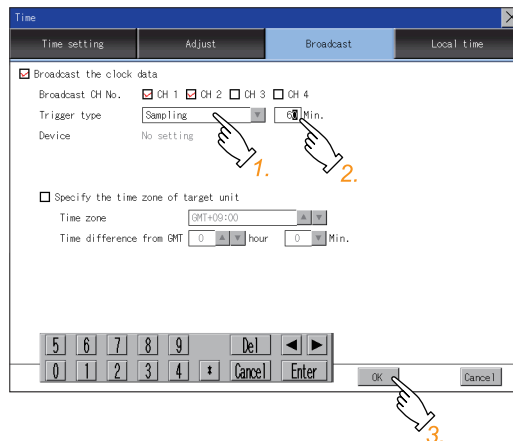 Time
Time setting Adjust Broadcast Local time
Broadcast the clock data
Broadcast CH No. CH 1 CH 2 CH 3 CH 4
Trigger type Sampling 60 Min.
Device No setting
1. 2.
Specify the time zone of target unit
Time zone GMT+09:00
Time difference from GMT 0 hour 0 Min.
5 6 7 8 9 Del
0 1 2 3 4 Cancel Enter OK Cancel
3.